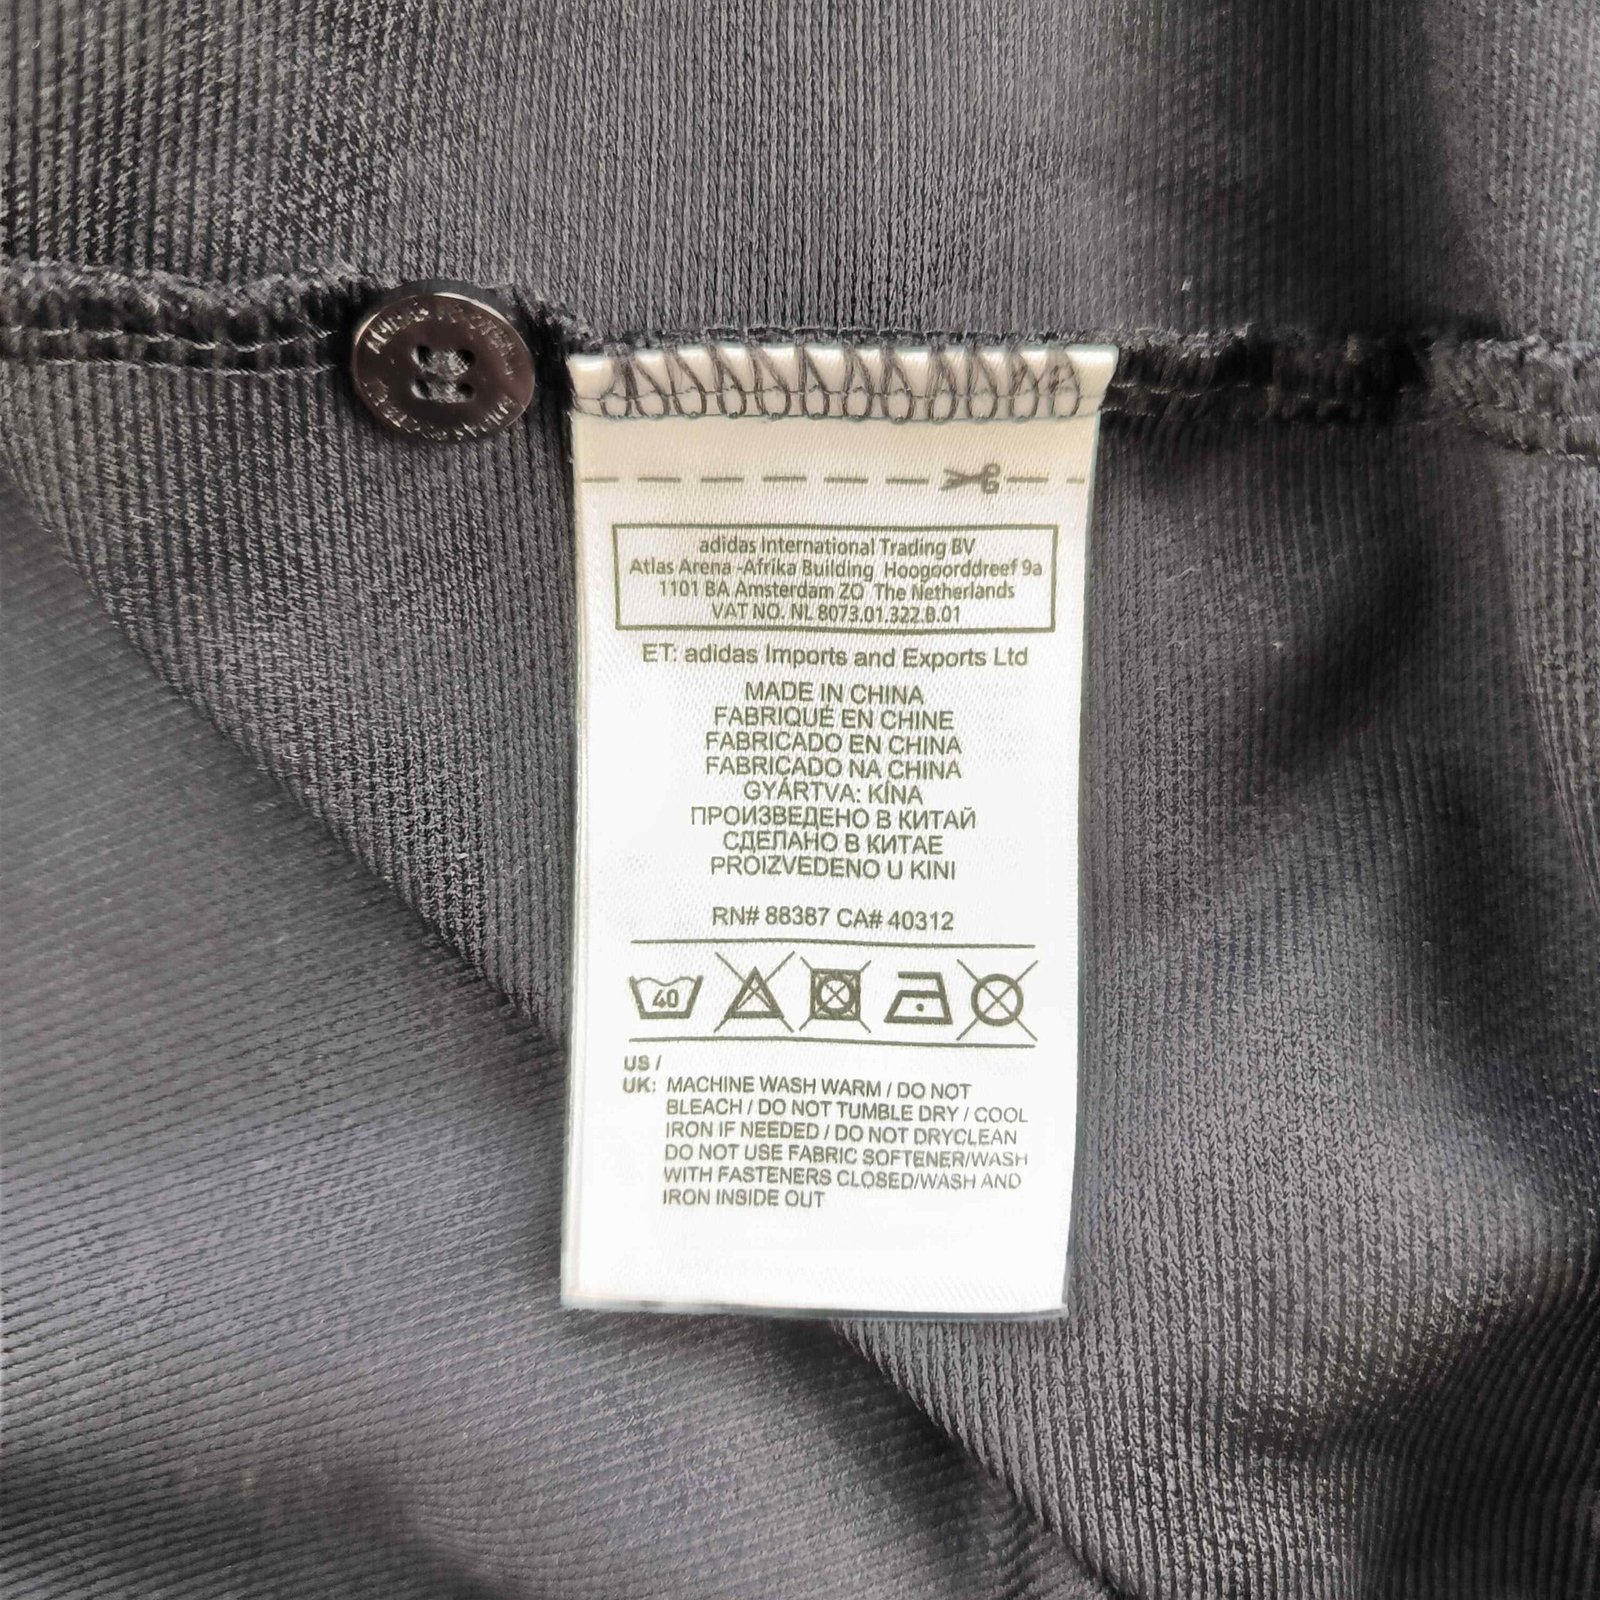 adidas
adidas International Trading BV
Atlas Arena -Afrika Building Hoogoorddreef 9a
1101 BA Amsterdam ZO The Netherlands
VAT NO. NL 8073.01.322.B.01
ET: adidas Imports and Exports Ltd
MADE IN CHINA
FABRIQUÉ EN CHINE
FABRICADO EN CHINA
FABRICADO NA CHINA
GYÁRTVA: KÍNA
ПРОИЗВЕДЕНО В КИТАЙ
СДЕЛАНО В КИТАЕ
PROIZVEDENO U KINI
RN# 88387 CA# 40312
40
US /
UK: MACHINE WASH WARM / DO NOT
BLEACH / DO NOT TUMBLE DRY / COOL
IRON IF NEEDED / DO NOT DRYCLEAN
DO NOT USE FABRIC SOFTENER/WASH
WITH FASTENERS CLOSED/WASH AND
IRON INSIDE OUT